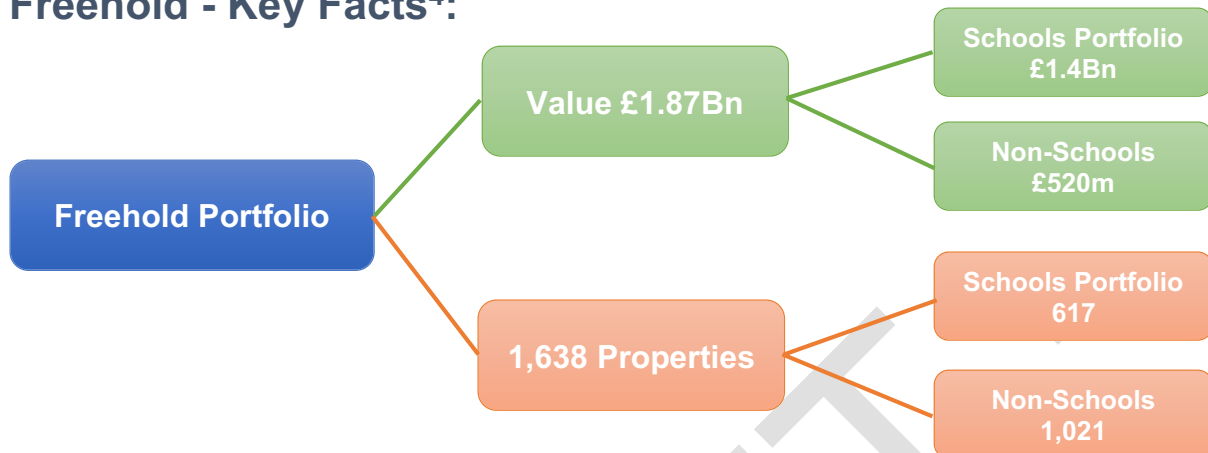 Freehold - Key Facts⁴:
Freehold Portfolio
Value £1.87Bn
Schools Portfolio
£1.4Bn
Non-Schools
£520m
1,638 Properties
Schools Portfolio
617
Non-Schools
1,021